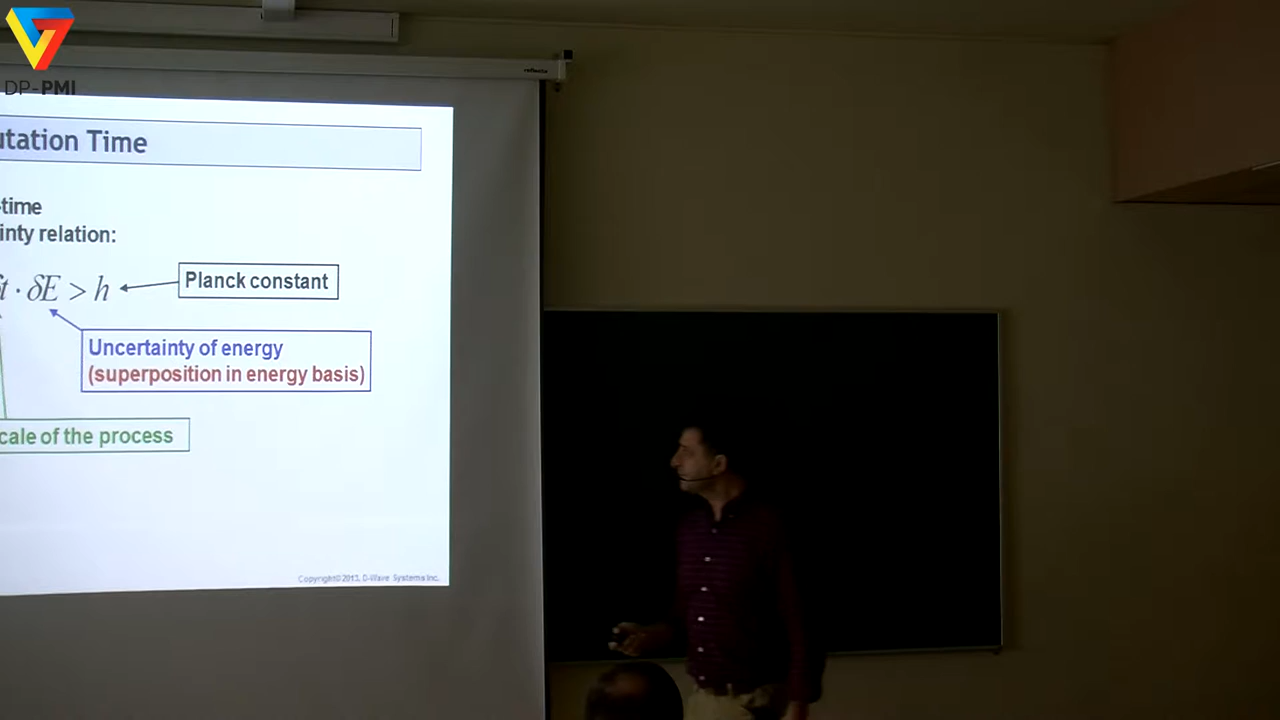 DP-PMI
reflecta
utation Time
-time
inty relation:
t · δE > h
Planck constant
Uncertainty of energy
(superposition in energy basis)
cale of the process
Copyright© 2013, D-Wave Systems Inc.